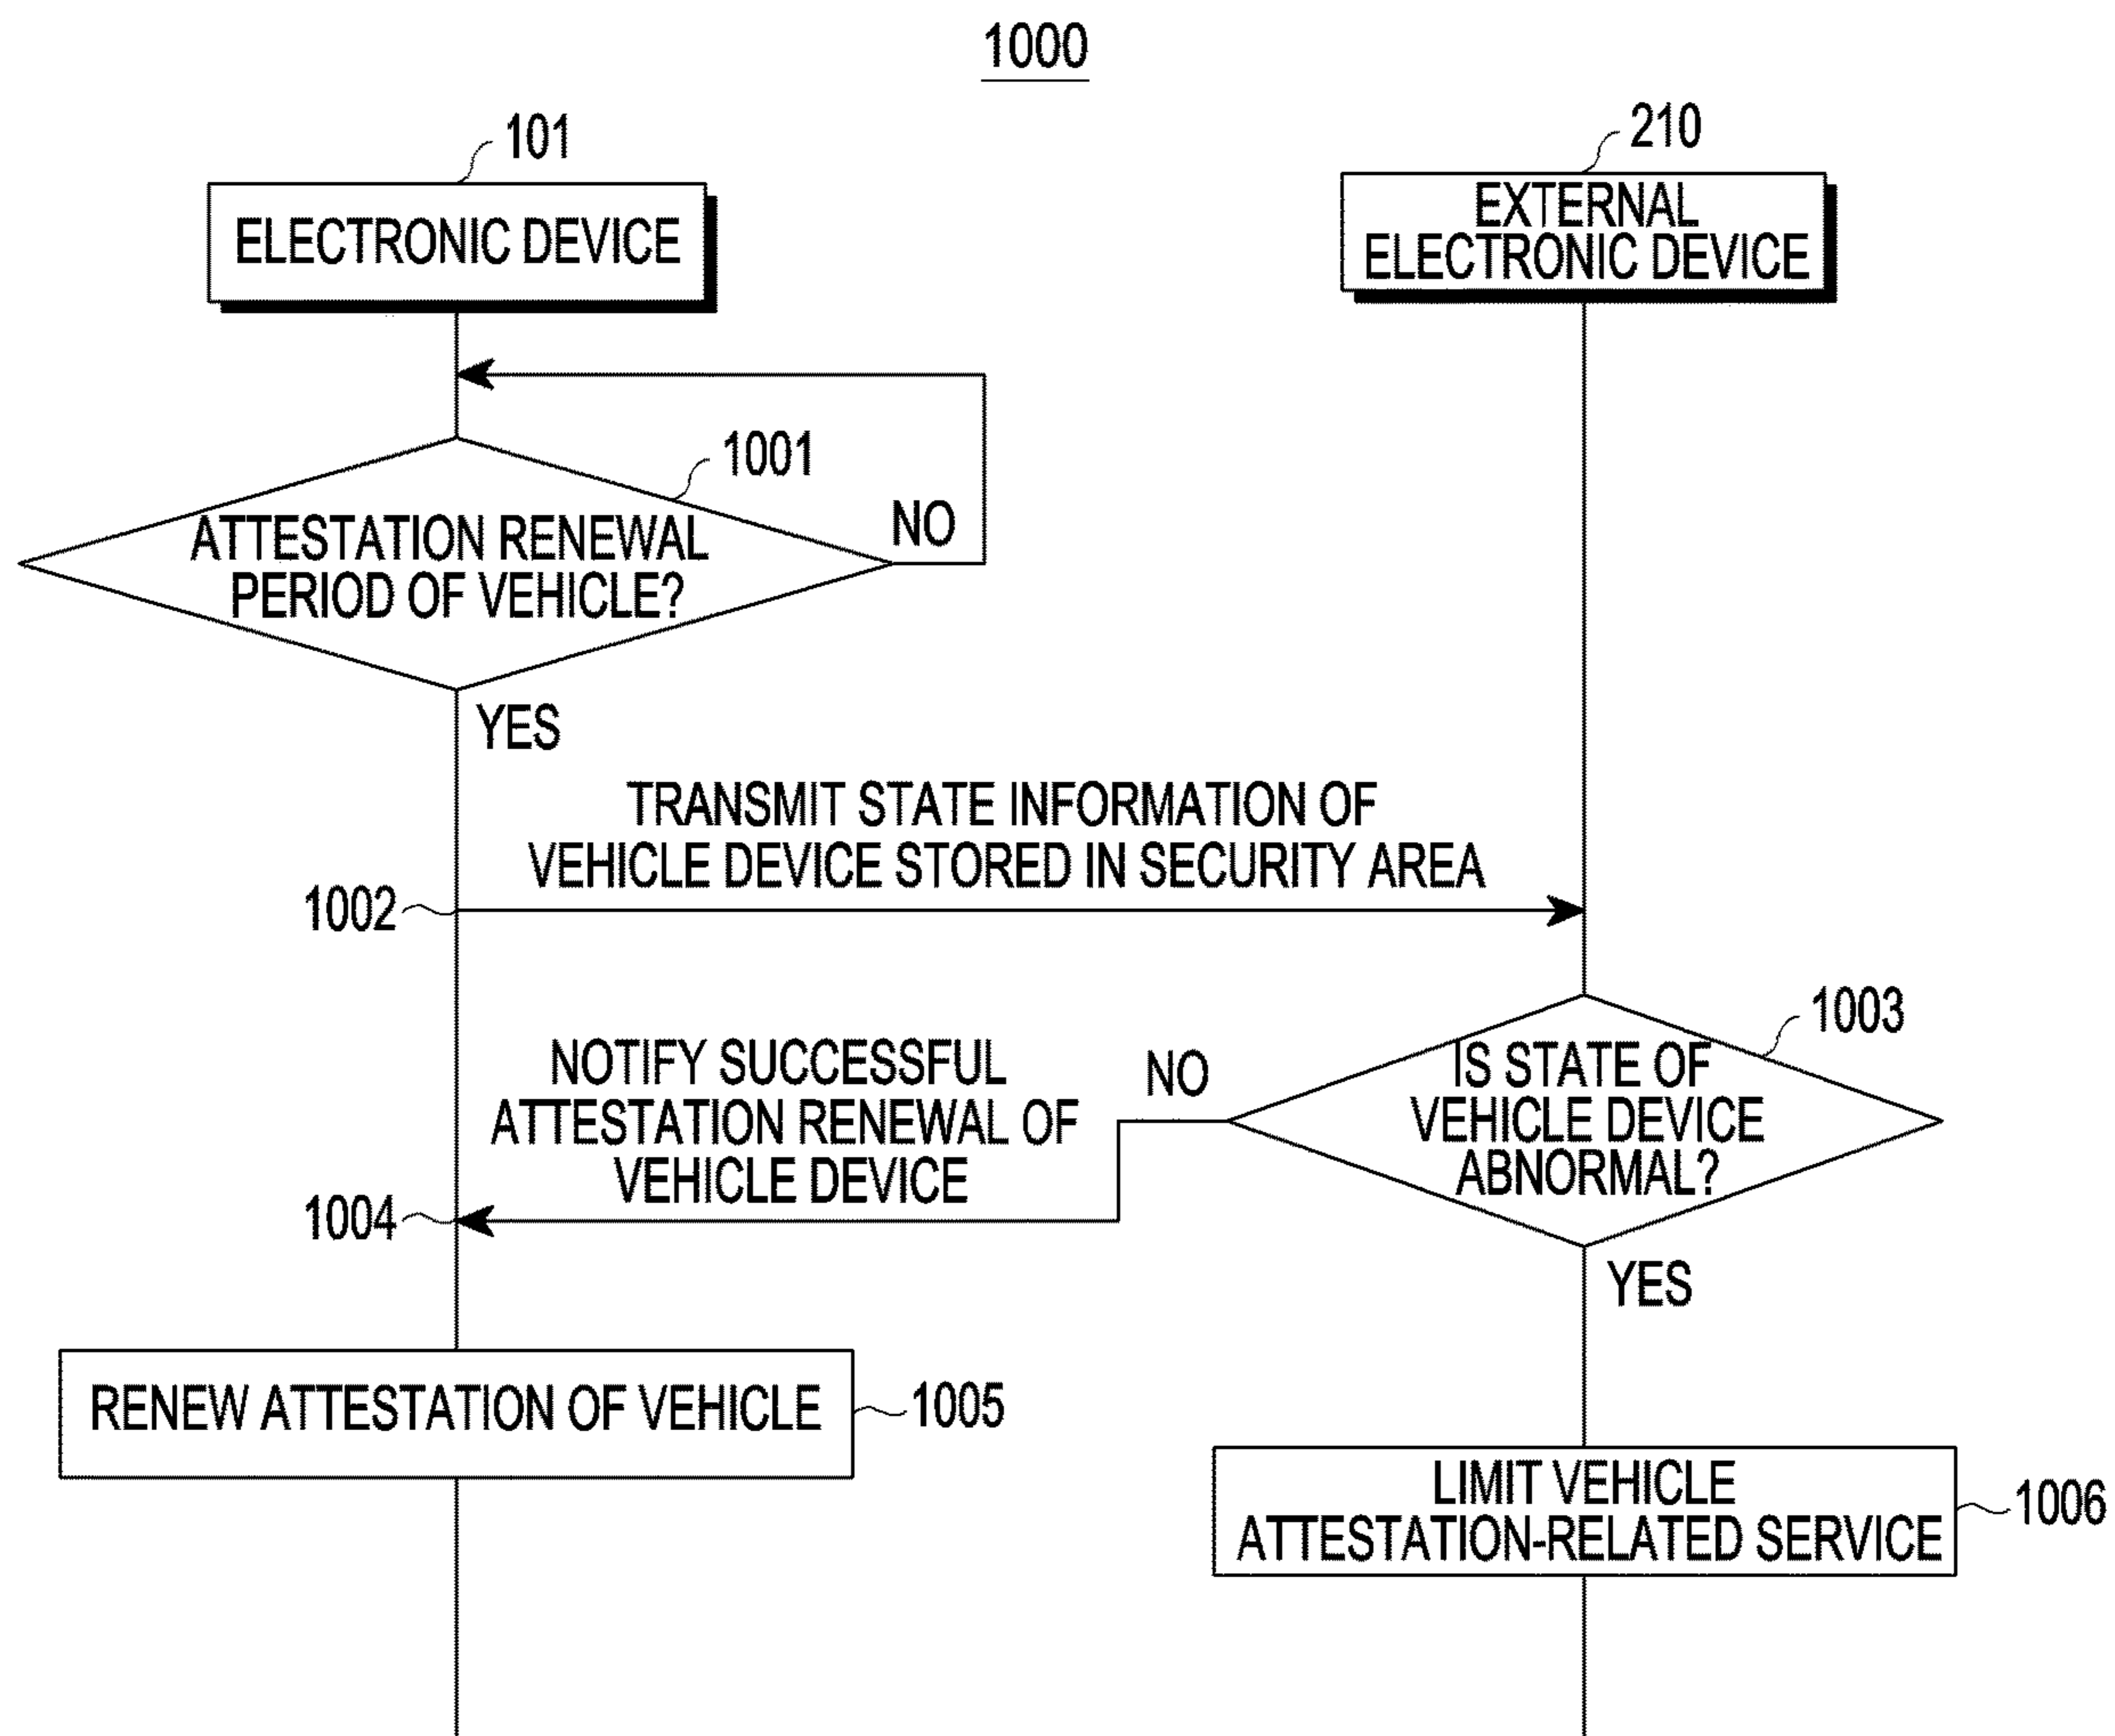 1000
101
ELECTRONIC DEVICE
210
EXTERNAL
ELECTRONIC DEVICE
1001
ATTESTATION RENEWAL
PERIOD OF VEHICLE?
NO
YES
TRANSMIT STATE INFORMATION OF
VEHICLE DEVICE STORED IN SECURITY AREA
1002
1003
IS STATE OF
VEHICLE DEVICE
ABNORMAL?
NO
NOTIFY SUCCESSFUL
ATTESTATION RENEWAL OF
VEHICLE DEVICE
1004
YES
RENEW ATTESTATION OF VEHICLE
1005
LIMIT VEHICLE
ATTESTATION-RELATED SERVICE
1006